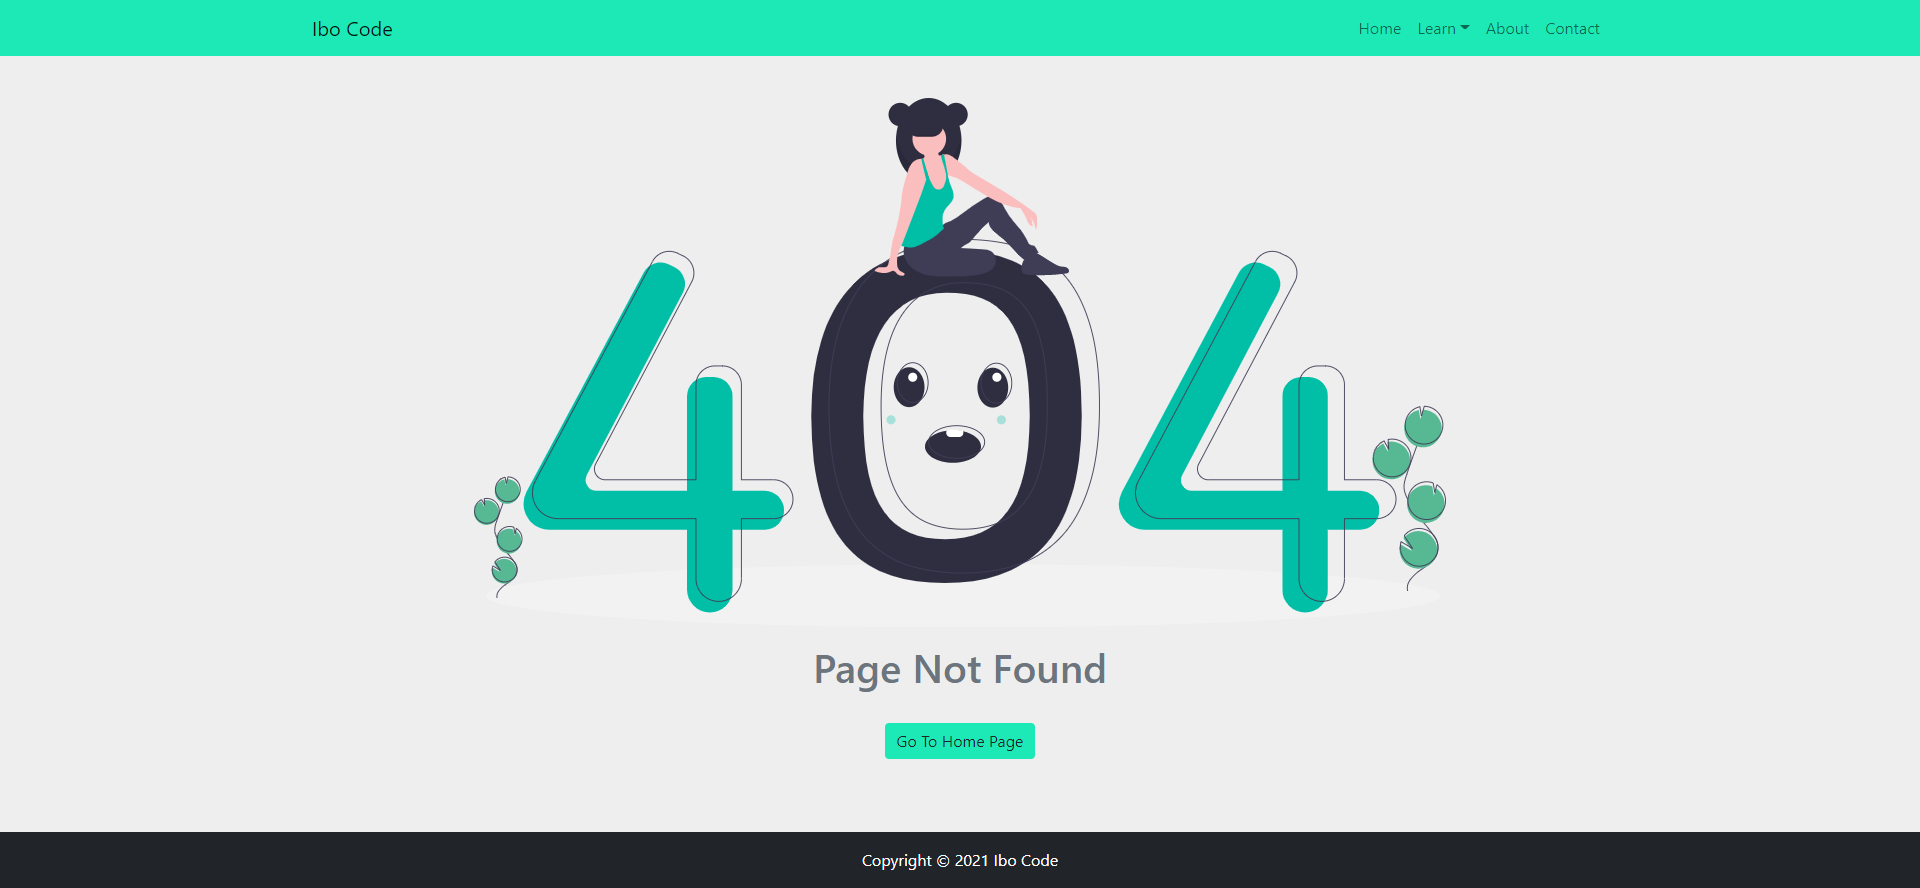 Ibo Code
Home Learn About Contact
404
Page Not Found
Go To Home Page
Copyright © 2021 Ibo Code